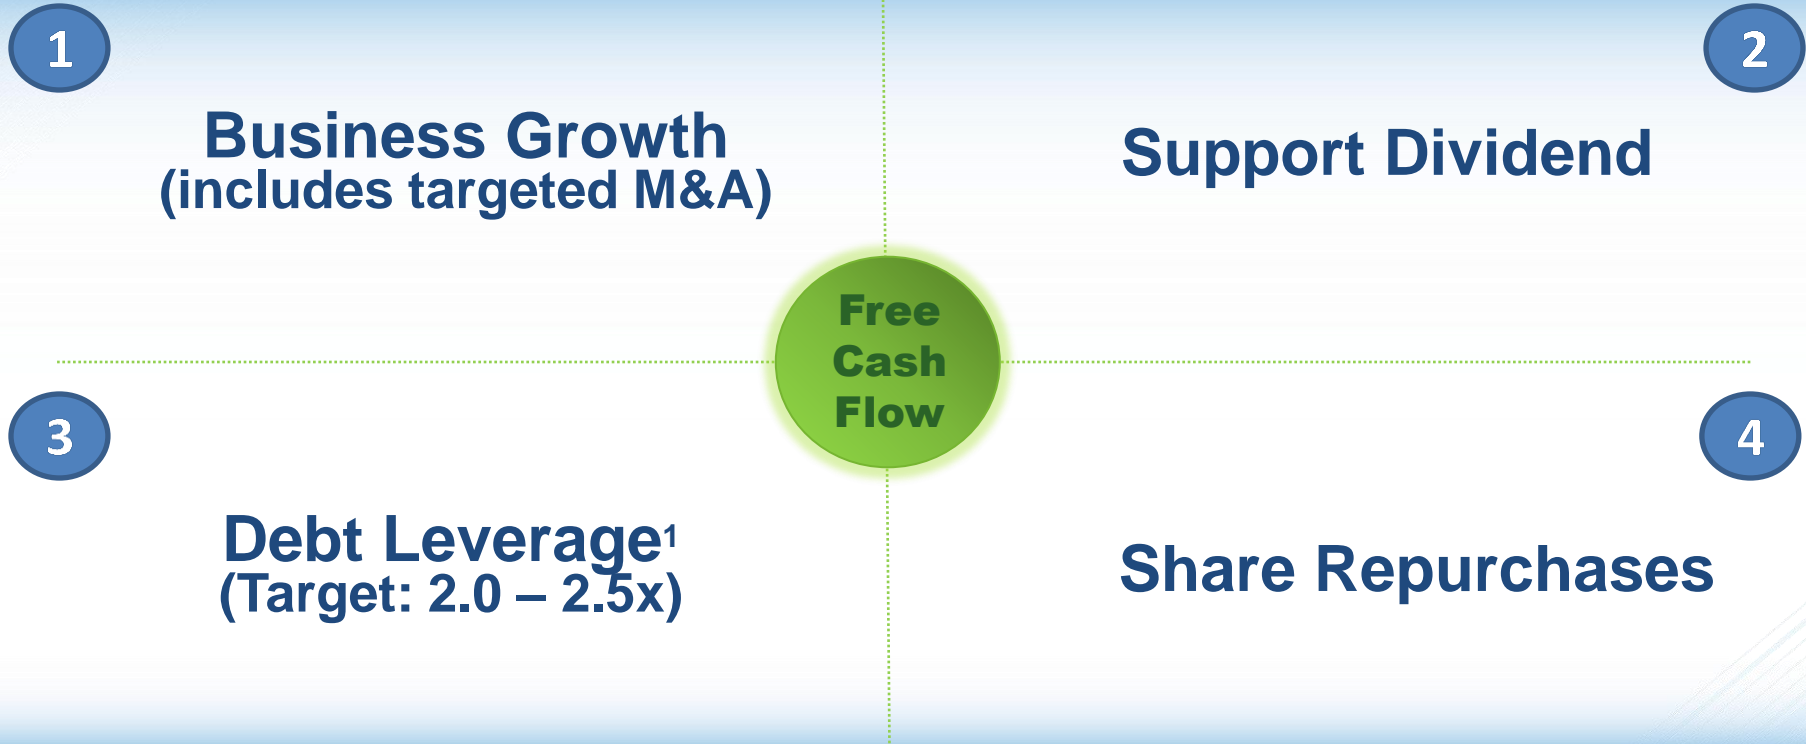 1
Business Growth
(includes targeted M&A)
2
Support Dividend
Free
Cash
Flow
3
Debt Leverage¹
(Target: 2.0 – 2.5x)
4
Share Repurchases